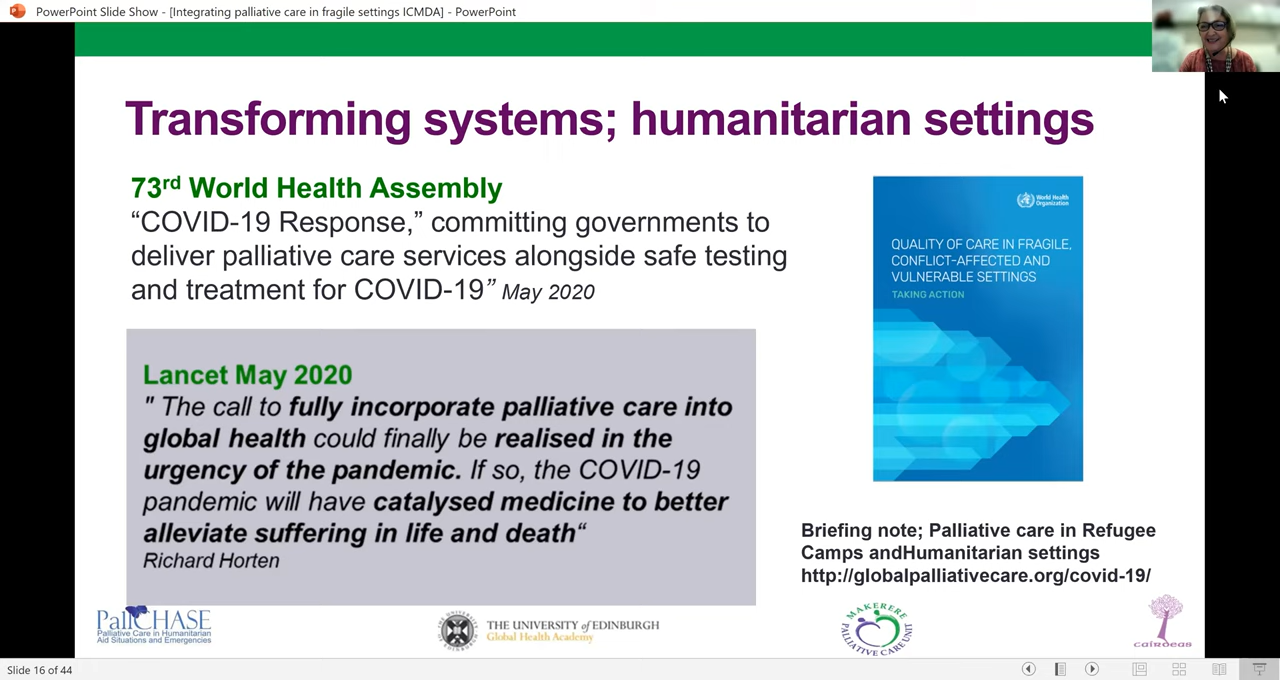 PowerPoint Slide Show - [Integrating palliative care in fragile settings ICMDA] - PowerPoint
Transforming systems; humanitarian settings
73rd World Health Assembly
“COVID-19 Response,” committing governments to
deliver palliative care services alongside safe testing
and treatment for COVID-19” May 2020
World Health
Organization
QUALITY OF CARE IN FRAGILE,
CONFLICT-AFFECTED AND
VULNERABLE SETTINGS
TAKING ACTION
Lancet May 2020
" The call to fully incorporate palliative care into
global health could finally be realised in the
urgency of the pandemic. If so, the COVID-19
pandemic will have catalysed medicine to better
alleviate suffering in life and death“
Richard Horten
Briefing note; Palliative care in Refugee
Camps andHumanitarian settings
http://globalpalliativecare.org/covid-19/
PallCHASE
Palliative Care in Humanitarian
Aid Situations and Emergencies
THE UNIVERSITY of EDINBURGH
Global Health Academy
MAKERERE
PALLIATIVE CARE UNIT
cairdeas
Slide 16 of 44